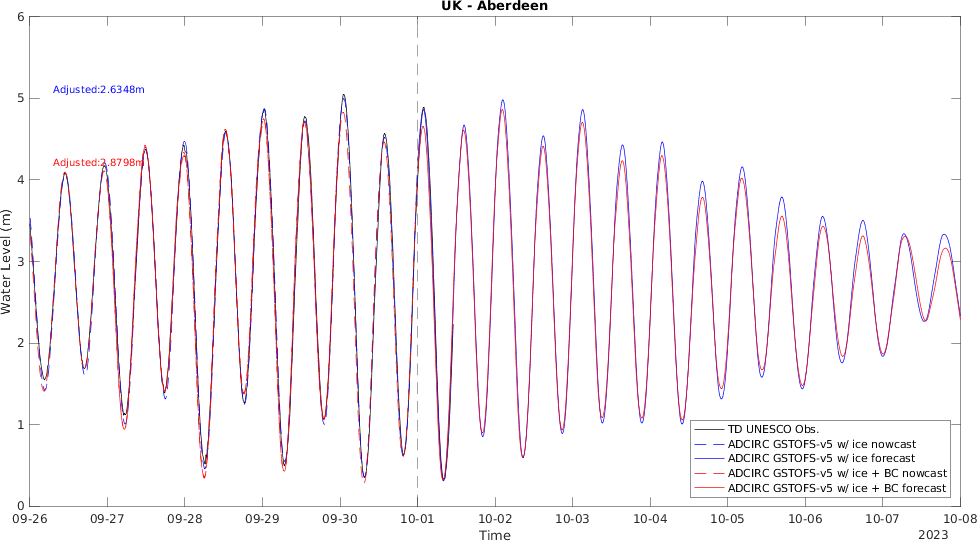 UK - Aberdeen
6
5
4
3
2
1
0
Water Level (m)
Adjusted:2.6348m
Adjusted:2.8798m
TD UNESCO Obs.
ADCIRC GSTOFS-v5 w/ ice nowcast
ADCIRC GSTOFS-v5 w/ ice forecast
ADCIRC GSTOFS-v5 w/ ice + BC nowcast
ADCIRC GSTOFS-v5 w/ ice + BC forecast
09-26 09-27 09-28 09-29 09-30 10-01 10-02 10-03 10-04 10-05 10-06 10-07 10-08
Time
2023